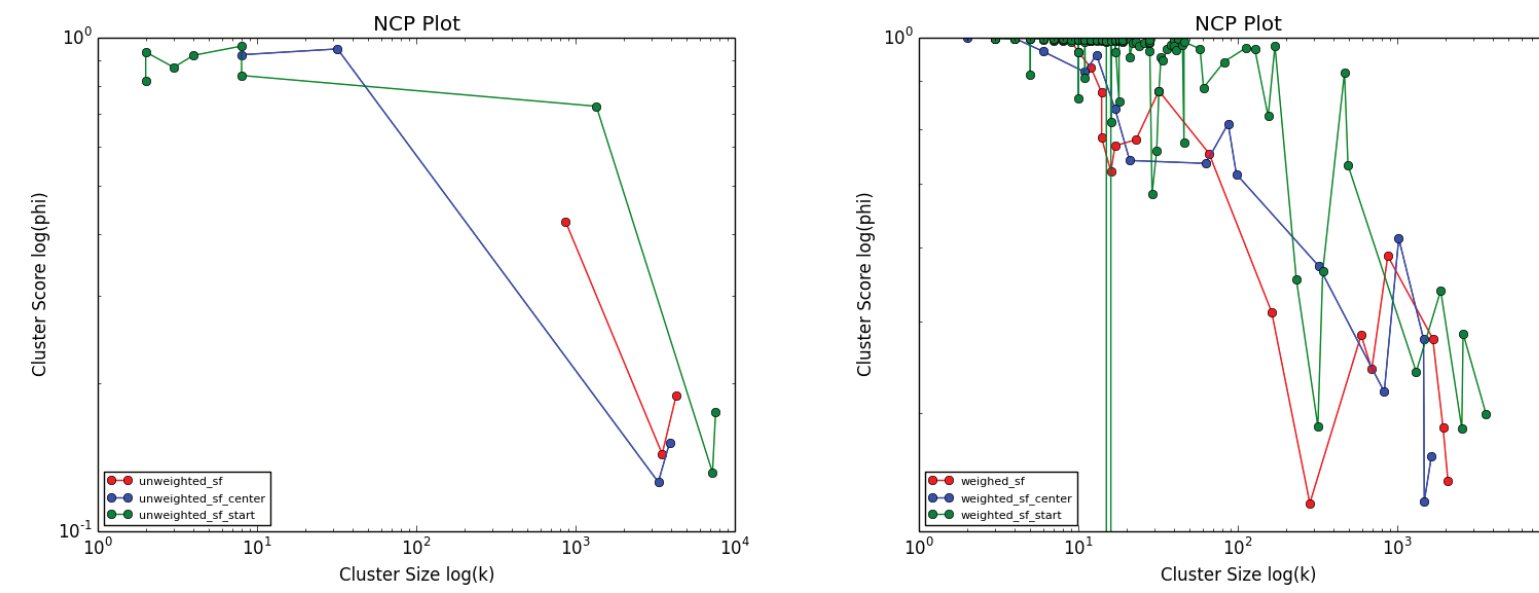 NCP Plot
10^0
Cluster Score log(phi)
unweighted_sf
unweighted_sf_center
unweighted_sf_start
10^-1
10^0 10^1 10^2 10^3 10^4
Cluster Size log(k)
NCP Plot
10^0
Cluster Score log(phi)
weighed_sf
weighted_sf_center
weighted_sf_start
10^0 10^1 10^2 10^3
Cluster Size log(k)